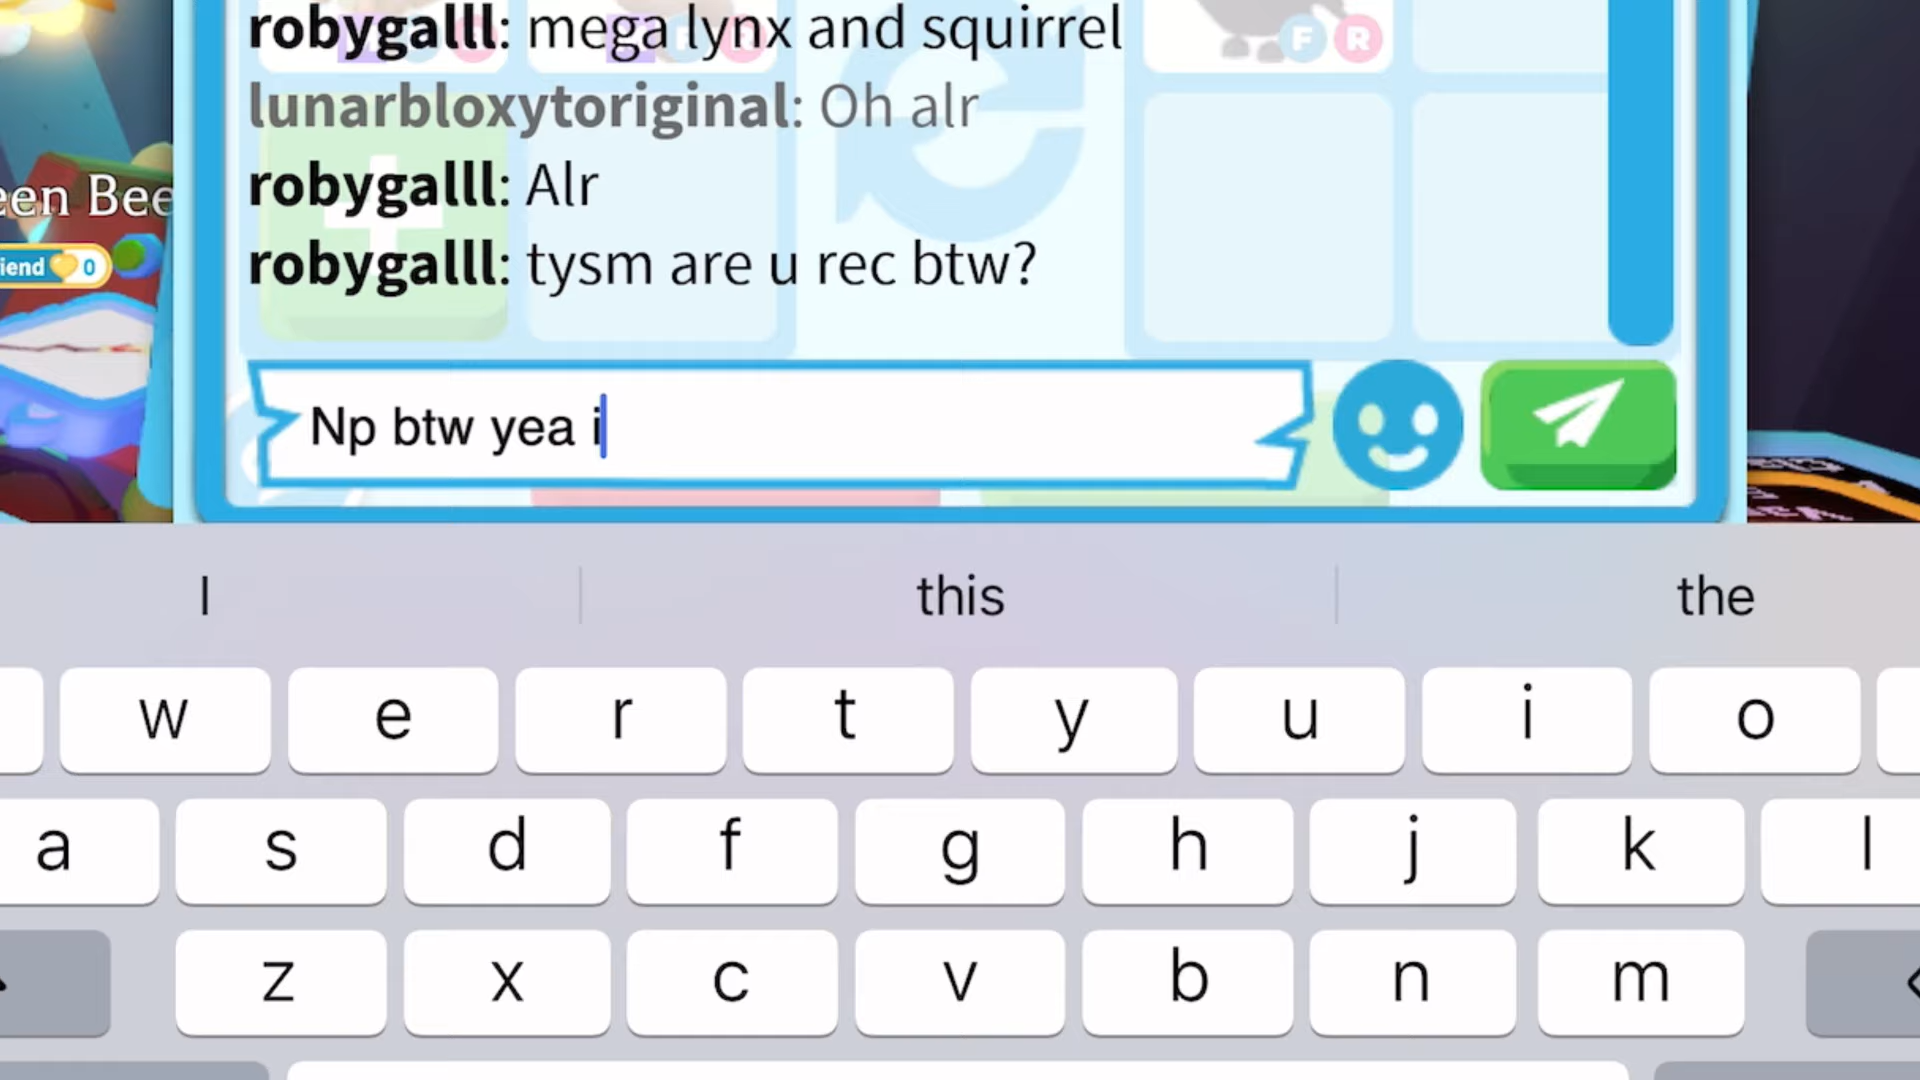 robygalll: mega lynx and squirrel
F R
lunarbloxytoriginal: Oh alr
robygalll: Alr
een Bee
robygalll: tysm are u rec btw?
iend 0
Np btw yea i
I this the
w e r t y u i o
a s d f g h j k l
z x c v b n m